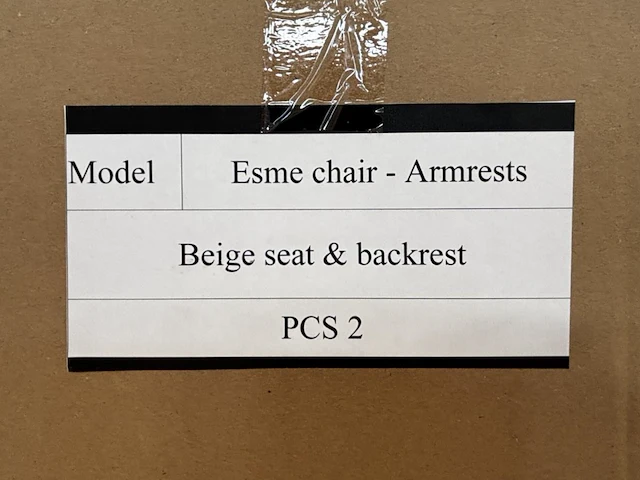 Model Esme chair - Armrests
Beige seat & backrest
PCS 2